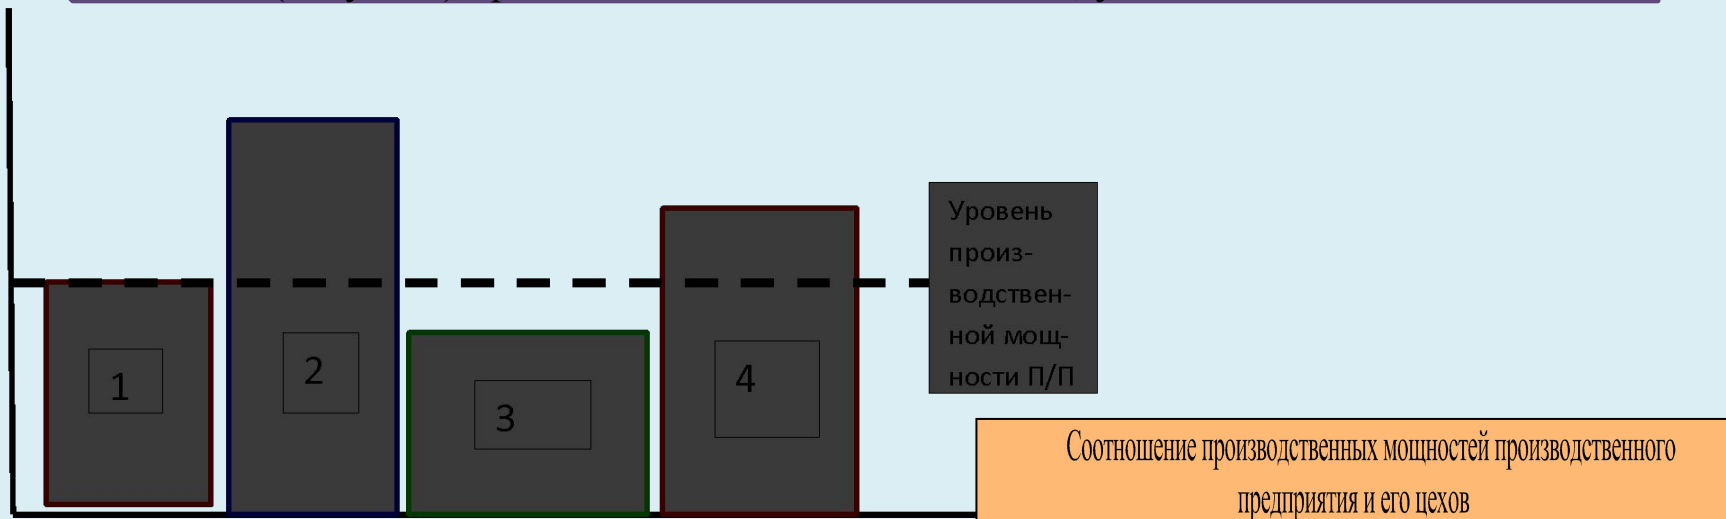 1
2
3
4
Уровень
произ-
водствен-
ной мощ-
ности П/П
Соотношение производственных мощностей производственного
предприятия и его цехов